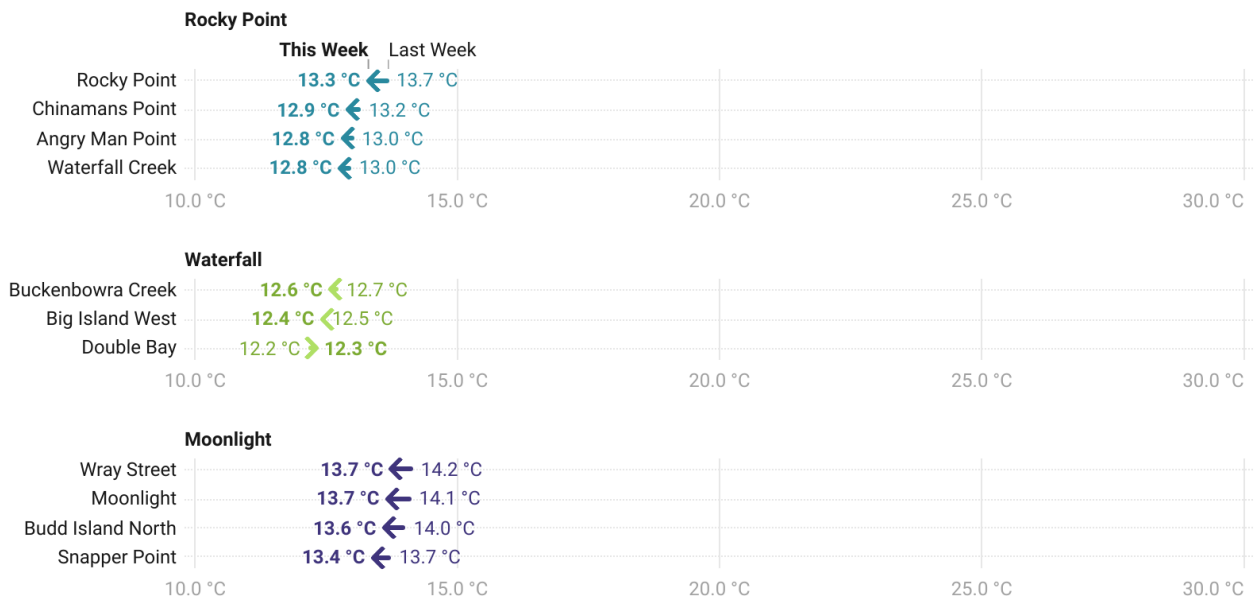 Rocky Point
This Week Last Week
Rocky Point 13.3 °C 13.7 °C
Chinamans Point 12.9 °C 13.2 °C
Angry Man Point 12.8 °C 13.0 °C
Waterfall Creek 12.8 °C 13.0 °C
10.0 °C 15.0 °C 20.0 °C 25.0 °C 30.0 °C
Waterfall
Buckenbowra Creek 12.6 °C 12.7 °C
Big Island West 12.4 °C 12.5 °C
Double Bay 12.2 °C 12.3 °C
10.0 °C 15.0 °C 20.0 °C 25.0 °C 30.0 °C
Moonlight
Wray Street 13.7 °C 14.2 °C
Moonlight 13.7 °C 14.1 °C
Budd Island North 13.6 °C 14.0 °C
Snapper Point 13.4 °C 13.7 °C
10.0 °C 15.0 °C 20.0 °C 25.0 °C 30.0 °C